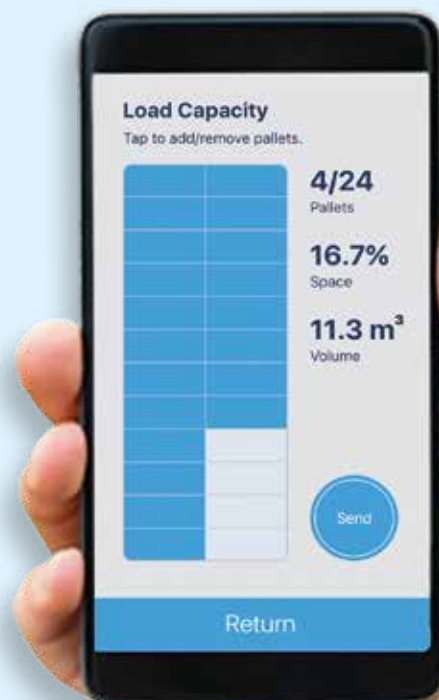 Load Capacity
Tap to add/remove pallets.
4/24
Pallets
16.7%
Space
11.3 m³
Volume
Send
Return